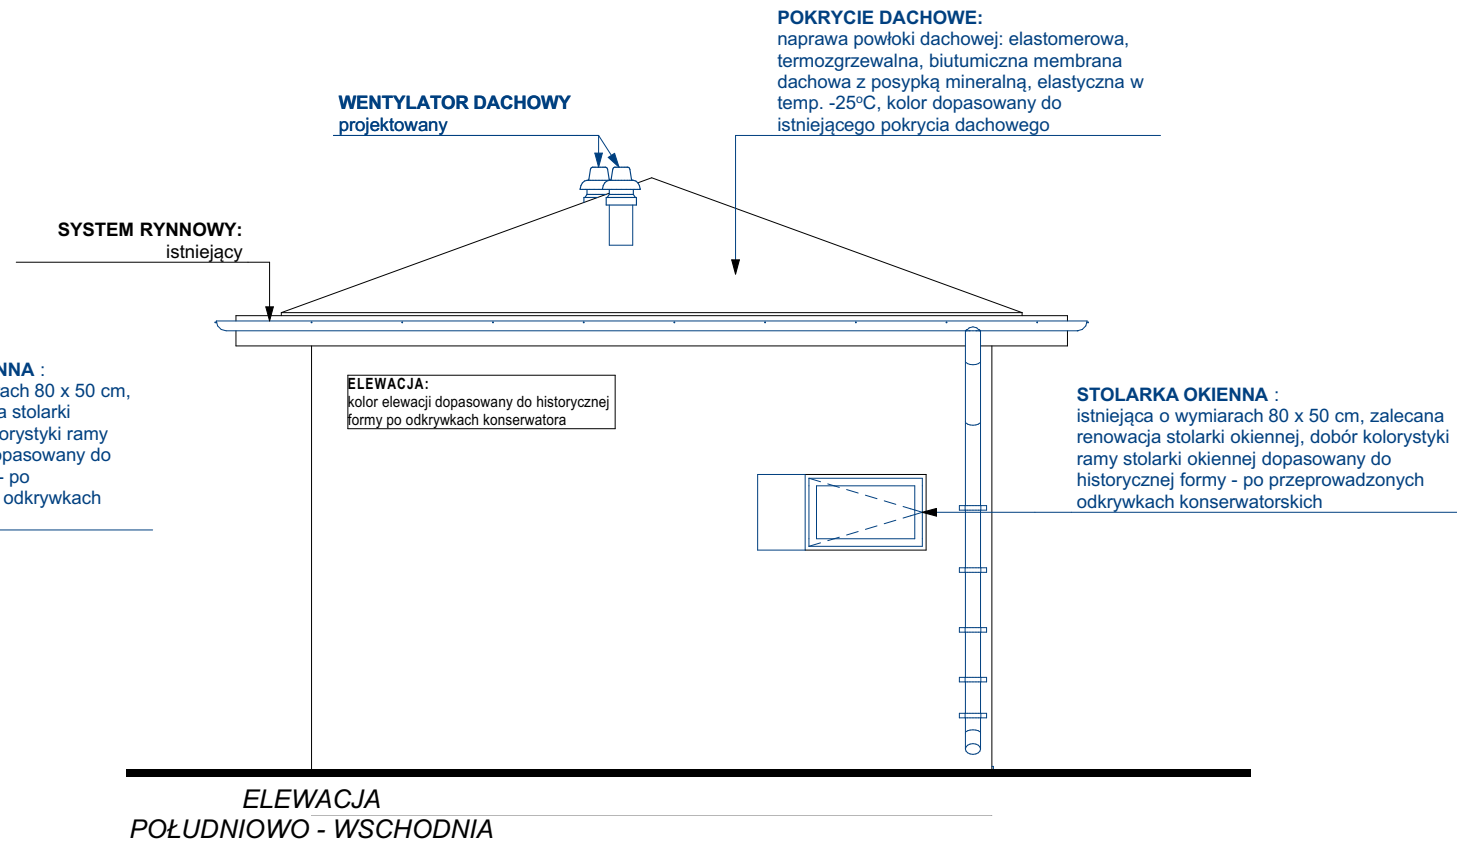 POKRYCIE DACHOWE:
naprawa powłoki dachowej: elastomerowa,
termozgrzewalna, biutumiczna membrana
dachowa z posypką mineralną, elastyczna w
temp. -25°C, kolor dopasowany do
istniejącego pokrycia dachowego
WENTYLATOR DACHOWY
projektowany
SYSTEM RYNNOWY:
istniejący
ENNA :
ach 80 x 50 cm,
a stolarki
orystyki ramy
opasowany do
- po
odkrywkach
ELEWACJA:
kolor elewacji dopasowany do historycznej
formy po odkrywkach konserwatora
STOLARKA OKIENNA :
istniejąca o wymiarach 80 x 50 cm, zalecana
renowacja stolarki okiennej, dobór kolorystyki
ramy stolarki okiennej dopasowany do
historycznej formy - po przeprowadzonych
odkrywkach konserwatorskich
ELEWACJA
POŁUDNIOWO - WSCHODNIA